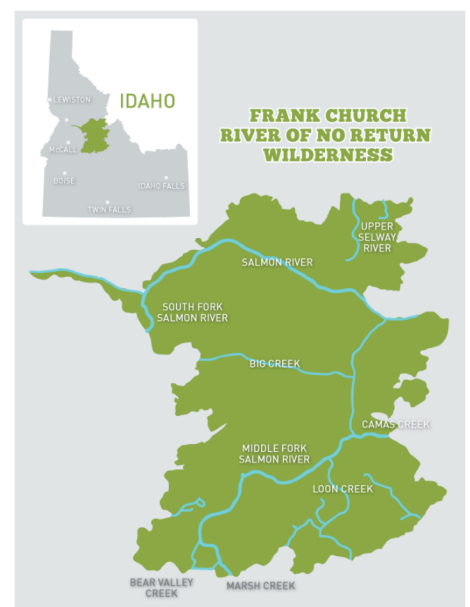 IDAHO
LEWISTON
McCALL
BOISE
IDAHO FALLS
TWIN FALLS
FRANK CHURCH
RIVER OF NO RETURN
WILDERNESS
UPPER
SELWAY
RIVER
SALMON RIVER
SOUTH FORK
SALMON RIVER
BIG CREEK
CAMAS CREEK
MIDDLE FORK
SALMON RIVER
LOON CREEK
BEAR VALLEY
CREEK
MARSH CREEK